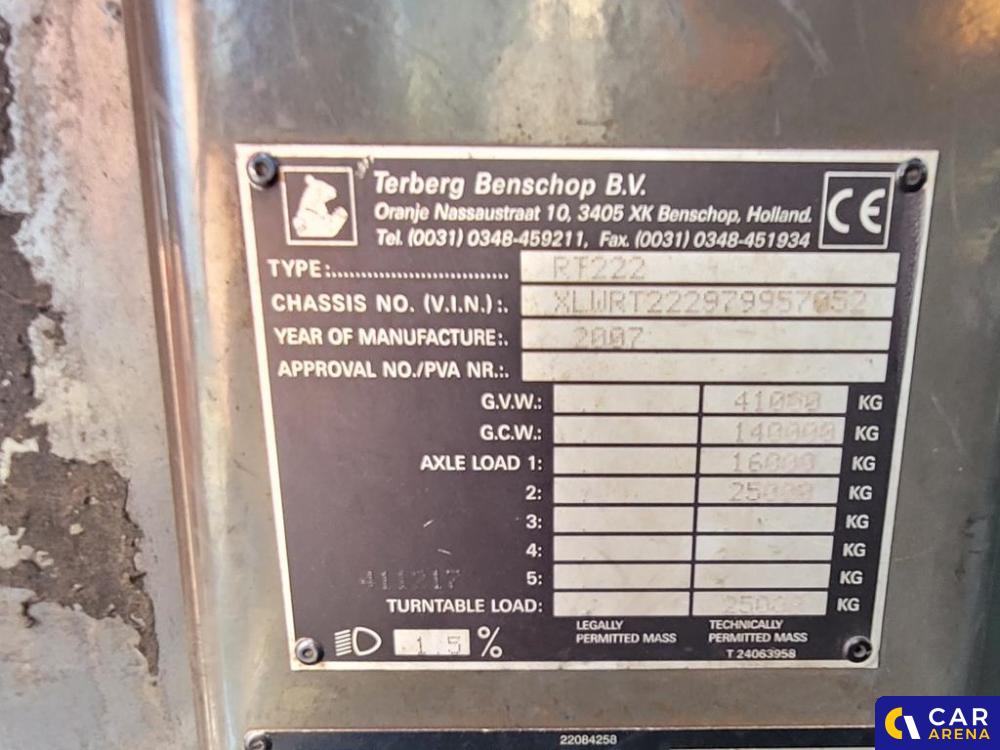 Terberg Benschop B.V.
Oranje Nassaustraat 10, 3405 XK Benschop, Holland.
Tel. (0031) 0348-459211, Fax. (0031) 0348-451934
CE
TYPE:.............................. RT222
CHASSIS NO. (V.I.N.):. XLWRT222979957052
YEAR OF MANUFACTURE:. 2007
APPROVAL NO./PVA NR.:.
G.V.W.: 41000 KG
G.C.W.: 140000 KG
AXLE LOAD 1: 16000 KG
2: 25000 KG
3: KG
4: KG
411217 5: KG
TURNTABLE LOAD: KG
LEGALLY PERMITTED MASS
TECHNICALLY PERMITTED MASS
T 24063958
1.5 %
22084258
CAR
ARENA